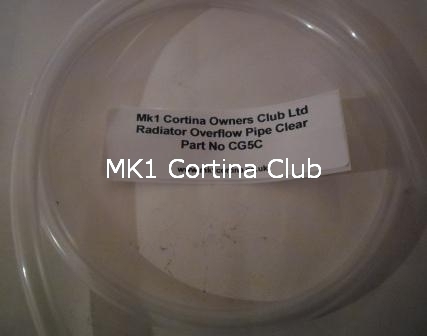 Mk1 Cortina Owners Club Ltd
Radiator Overflow Pipe Clear
Part No CG5C
MK1 Cortina Club